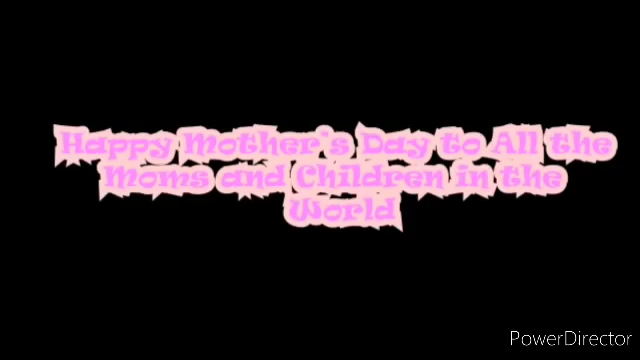 Happy Mother's Day to All the
Moms and Children in the
World
PowerDirector